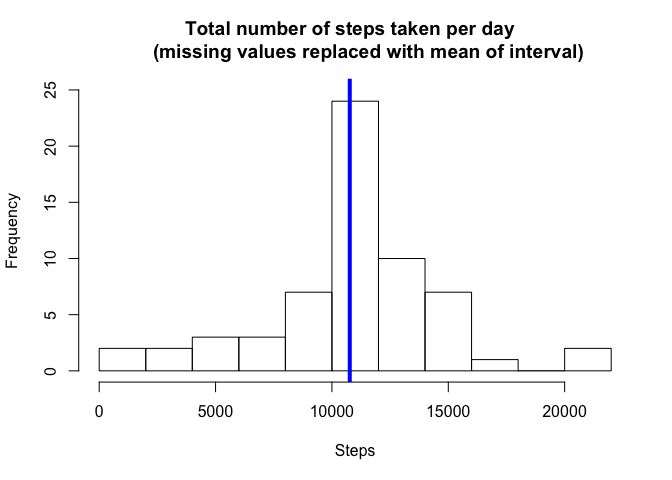 Total number of steps taken per day
(missing values replaced with mean of interval)
25
20
15
10
5
0
Frequency
0 5000 10000 15000 20000
Steps